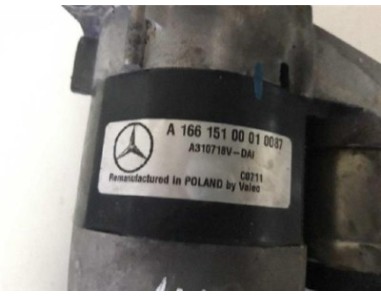 A 166 151 00 01 0087
A310718V-DAI
C0711
Remanufactured in POLAND by Valeo